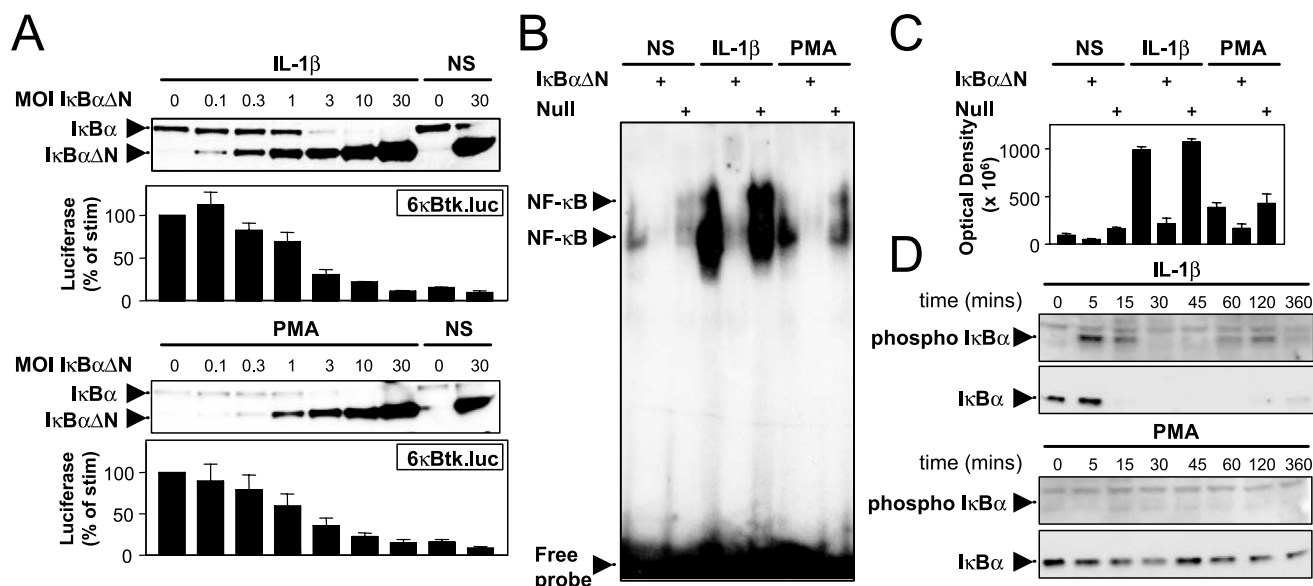 A
IL-1β NS
MOI IκBαΔN 0 0.1 0.3 1 3 10 30 0 30
IκBα
IκBαΔN
6κBtk.luc
Luciferase
(% of stim)
100
50
0
PMA NS
MOI IκBαΔN 0 0.1 0.3 1 3 10 30 0 30
IκBα
IκBαΔN
6κBtk.luc
Luciferase
(% of stim)
100
50
0
B
NS IL-1β PMA
IκBαΔN + + +
Null + + +
NF-κB
NF-κB
Free
probe
C
NS IL-1β PMA
IκBαΔN + + +
Null + + +
Optical Density
(x 10⁶)
1000
500
0
D
IL-1β
time (mins) 0 5 15 30 45 60 120 360
phospho IκBα
IκBα
PMA
time (mins) 0 5 15 30 45 60 120 360
phospho IκBα
IκBα